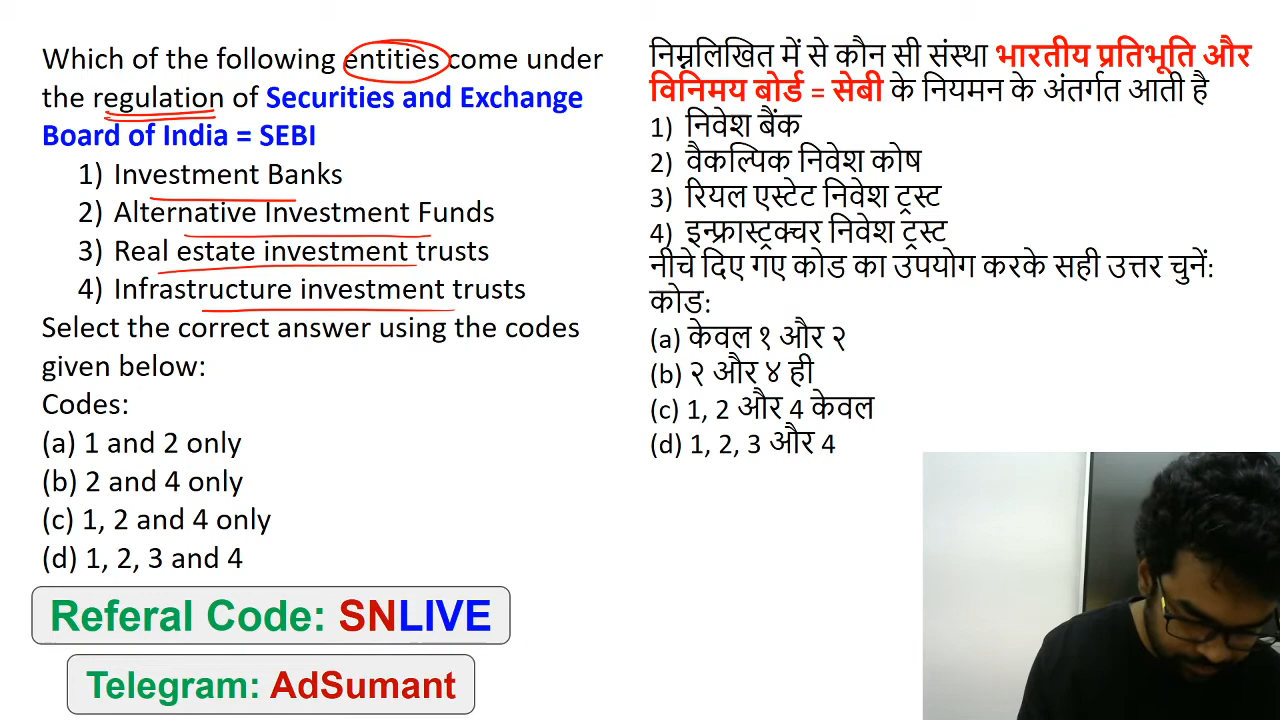 Which of the following entities come under
the regulation of Securities and Exchange
Board of India = SEBI
1) Investment Banks
2) Alternative Investment Funds
3) Real estate investment trusts
4) Infrastructure investment trusts
Select the correct answer using the codes
given below:
Codes:
(a) 1 and 2 only
(b) 2 and 4 only
(c) 1, 2 and 4 only
(d) 1, 2, 3 and 4
Referal Code: SNLIVE
Telegram: AdSumant
निम्नलिखित में से कौन सी संस्था भारतीय प्रतिभूति और
विनिमय बोर्ड = सेबी के नियमन के अंतर्गत आती है
1) निवेश बैंक
2) वैकल्पिक निवेश कोष
3) रियल एस्टेट निवेश ट्रस्ट
4) इन्फ्रास्ट्रक्चर निवेश ट्रस्ट
नीचे दिए गए कोड का उपयोग करके सही उत्तर चुनें:
कोड:
(a) केवल १ और २
(b) २ और ४ ही
(c) 1, 2 और 4 केवल
(d) 1, 2, 3 और 4